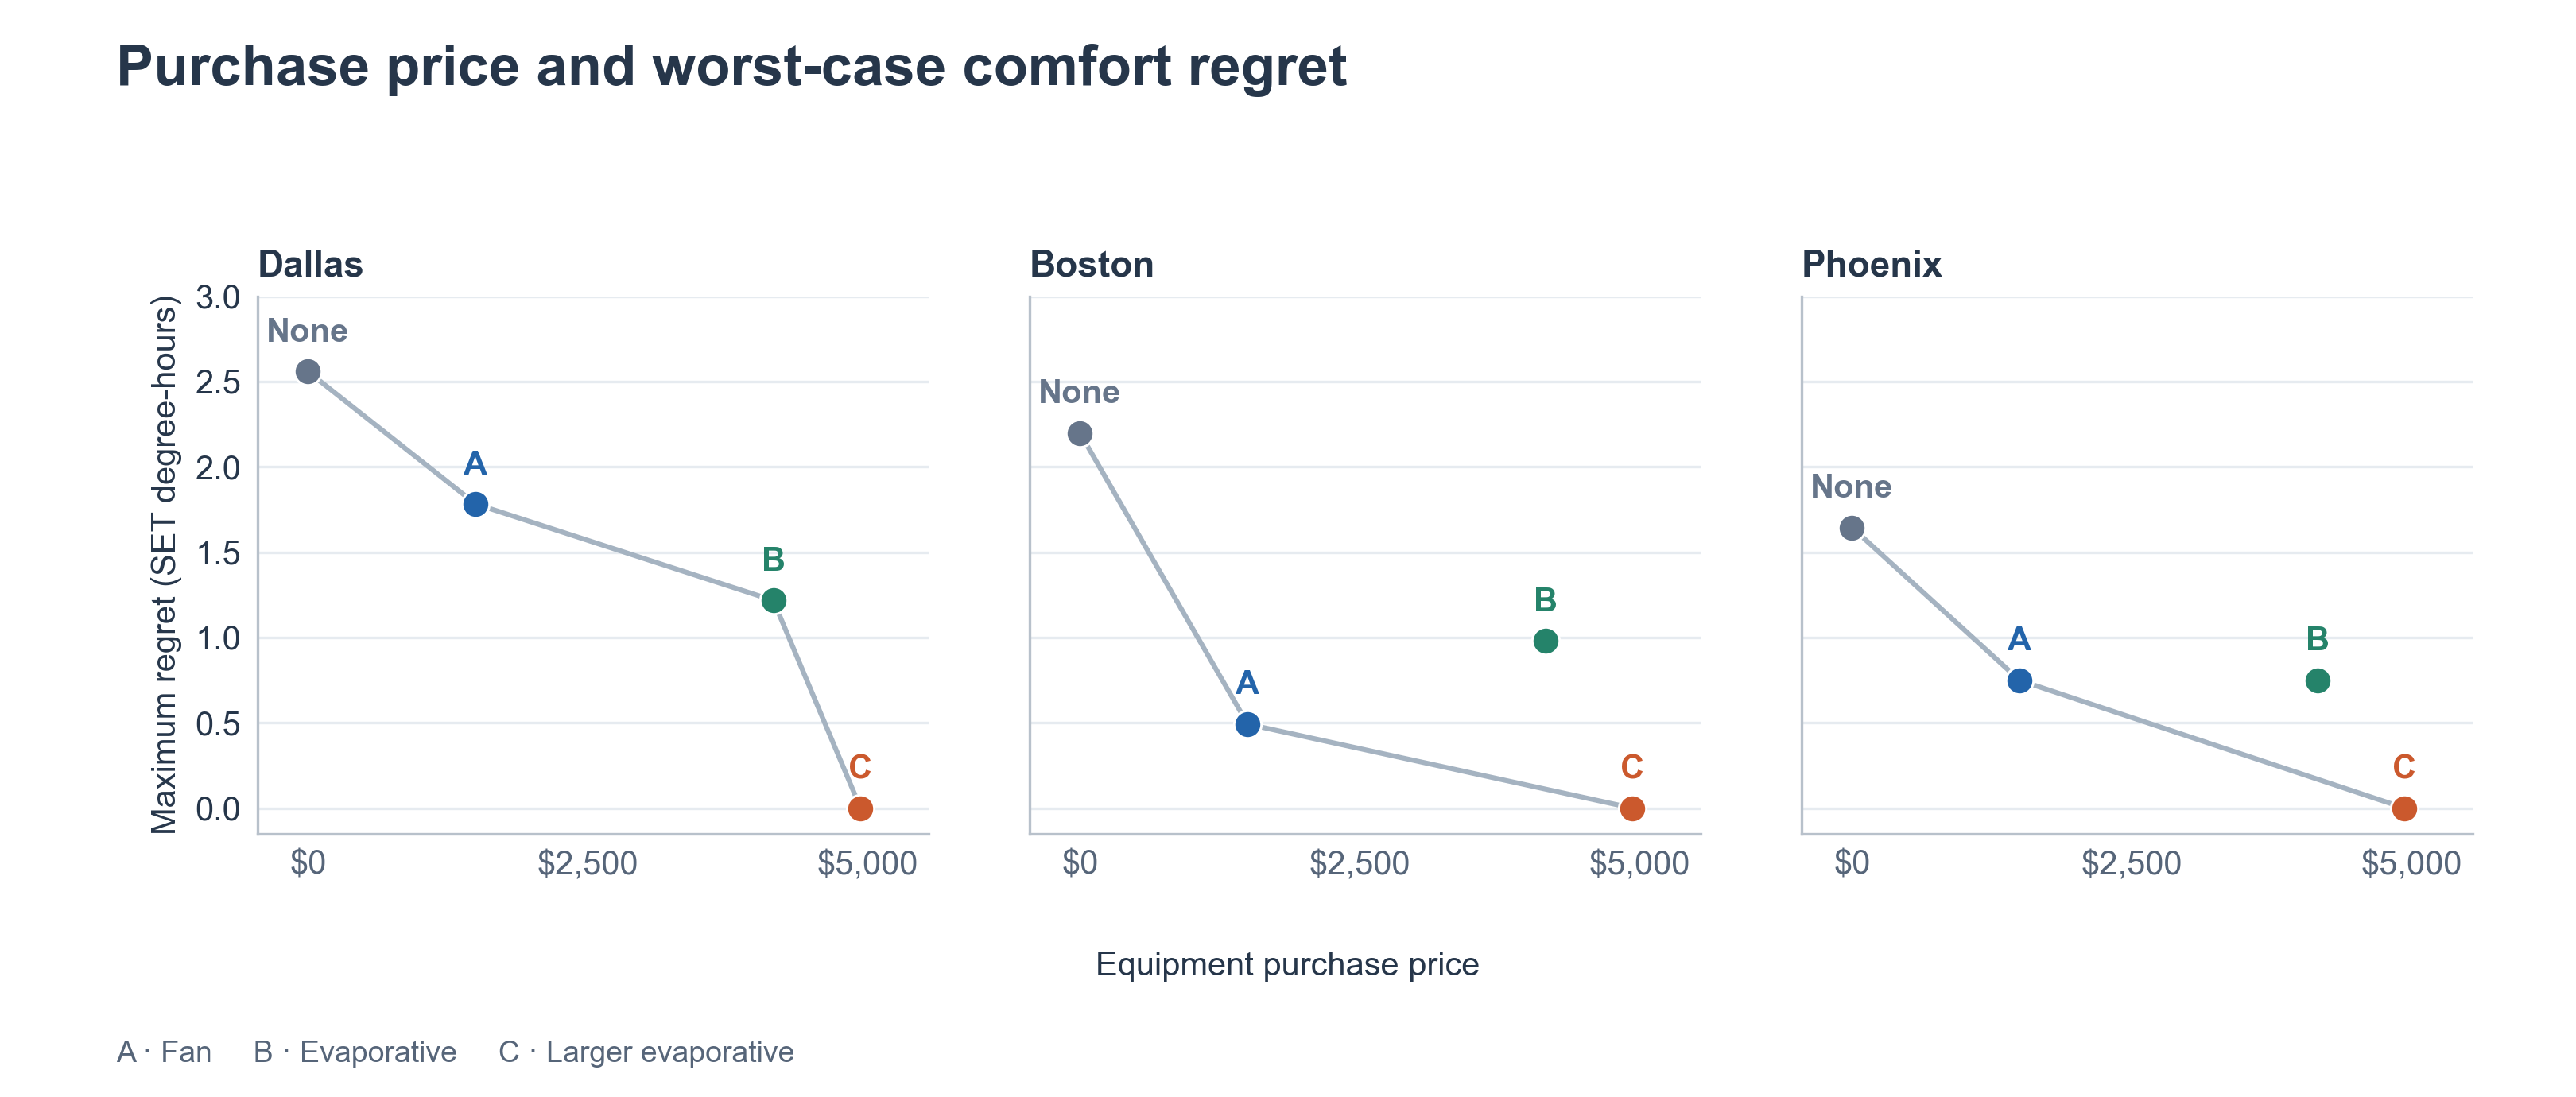 Purchase price and worst-case comfort regret
Dallas
Boston
Phoenix
Maximum regret (SET degree-hours)
3.0
2.5
2.0
1.5
1.0
0.5
0.0
None
A
B
C
$0
$2,500
$5,000
None
A
B
C
$0
$2,500
$5,000
None
A
B
C
$0
$2,500
$5,000
Equipment purchase price
A · Fan B · Evaporative C · Larger evaporative